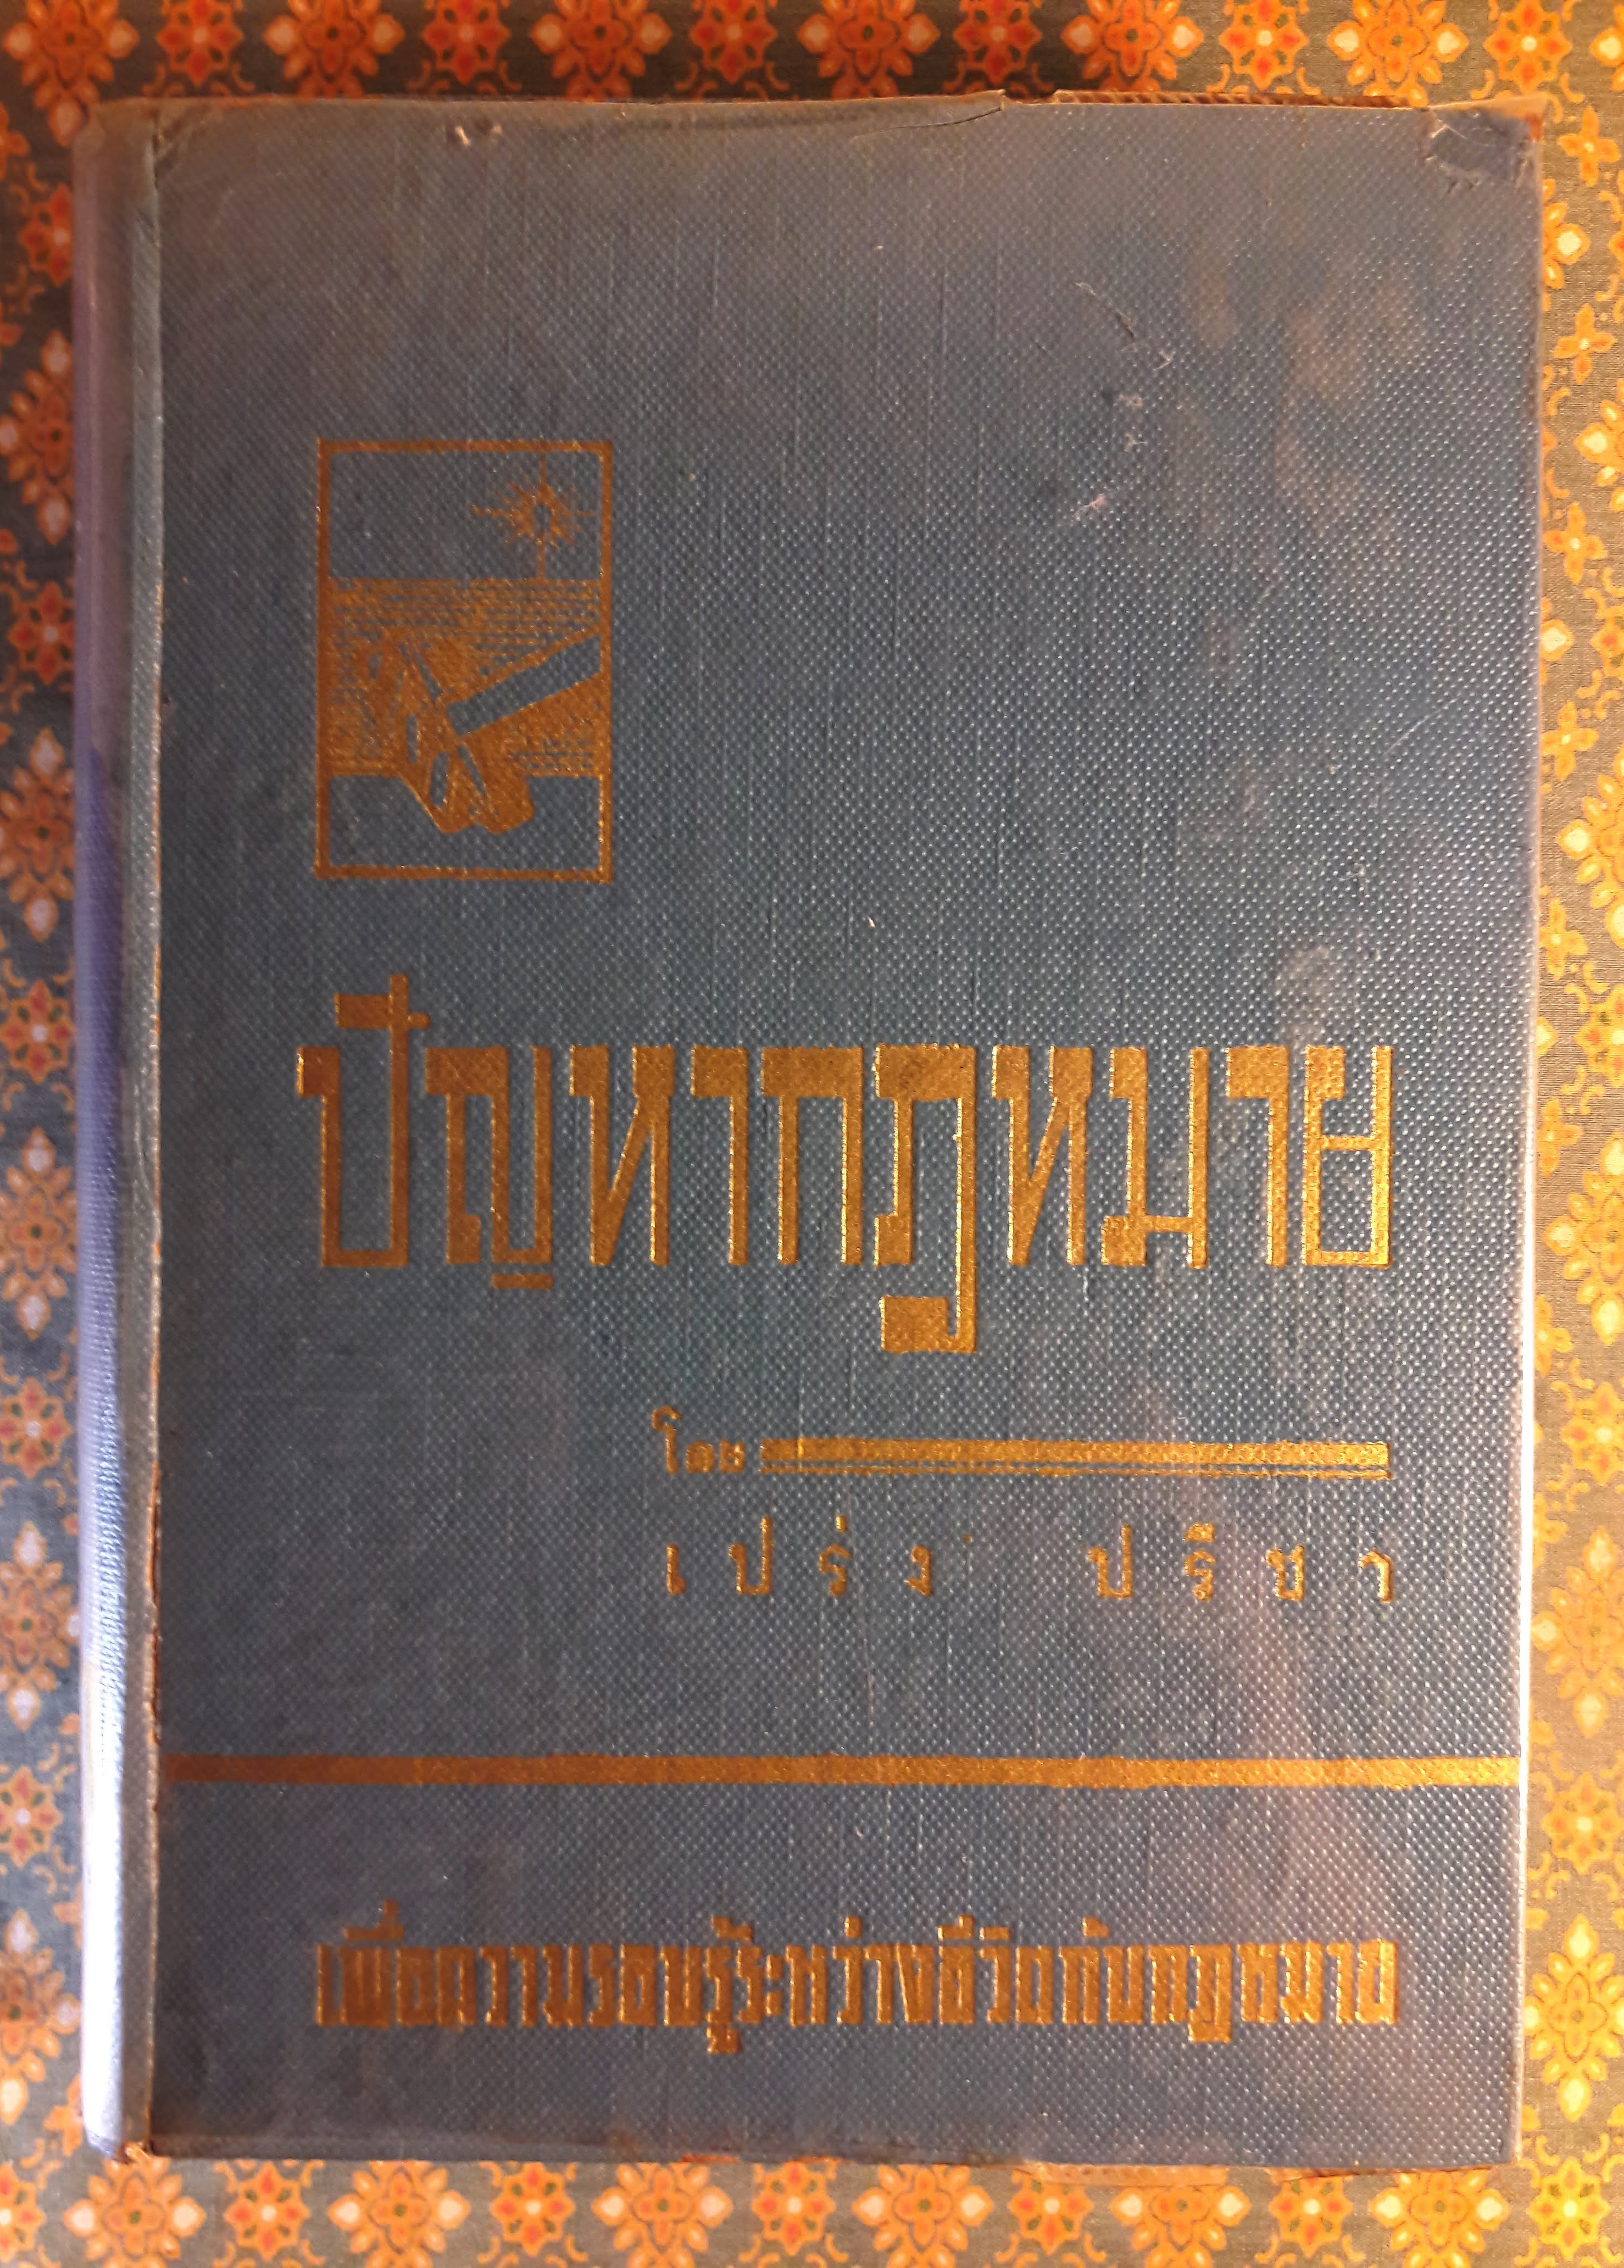 ปัญหากฎหมาย
โดย
เปร่ง ปรีชา
เพื่อความรอบรู้ระหว่างชีวิตกับกฎหมาย